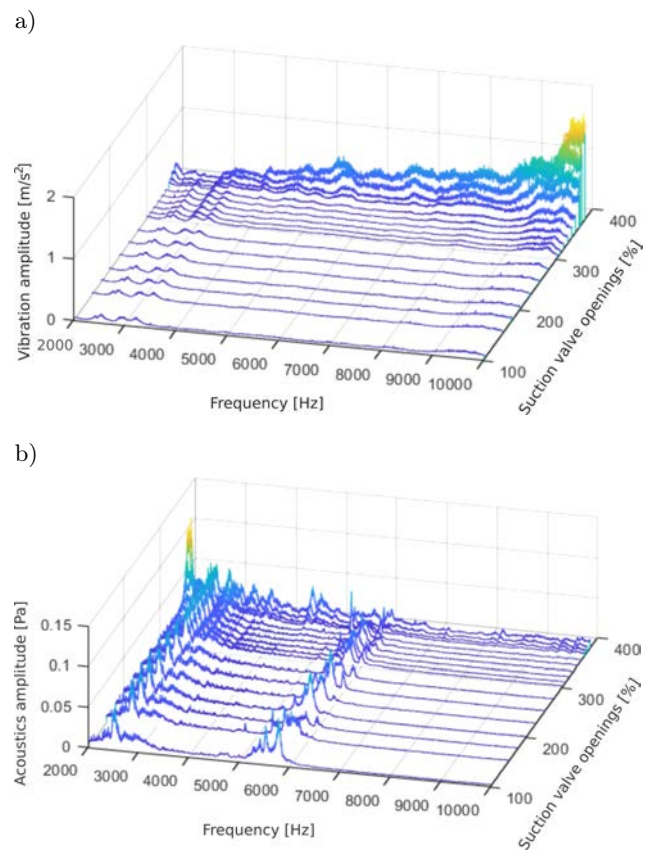 a)
2
1
0
Vibration amplitude [m/s²]
2000 3000 4000 5000 6000 7000 8000 9000 10000
Frequency [Hz]
100 200 300 400
Suction valve openings [%]
b)
0.15
0.1
0.05
0
Acoustics amplitude [Pa]
2000 3000 4000 5000 6000 7000 8000 9000 10000
Frequency [Hz]
100 200 300 400
Suction valve openings [%]